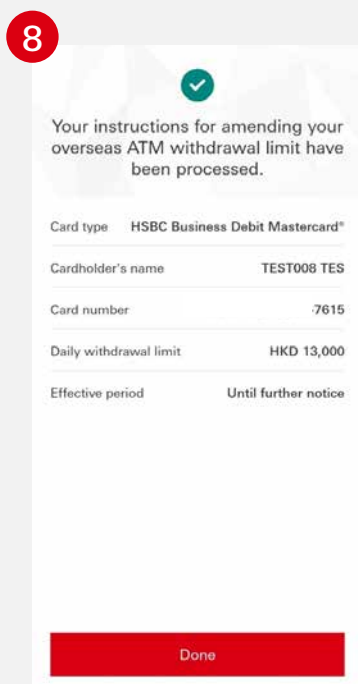 8
Your instructions for amending your
overseas ATM withdrawal limit have
been processed.
Card type HSBC Business Debit Mastercard®
Cardholder's name TEST008 TES
Card number -7615
Daily withdrawal limit HKD 13,000
Effective period Until further notice
Done